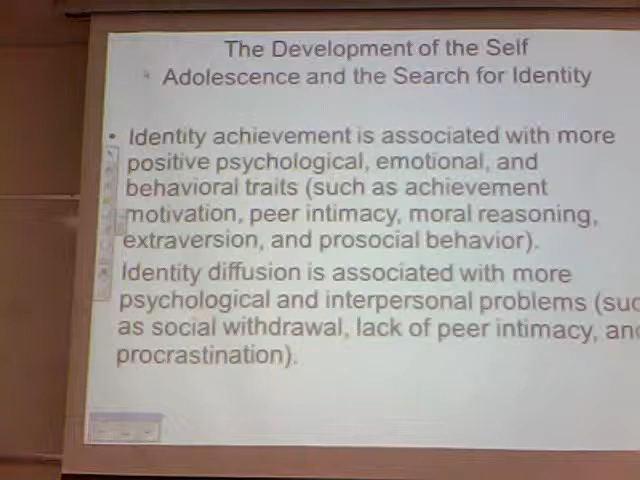 The Development of the Self
Adolescence and the Search for Identity
• Identity achievement is associated with more
positive psychological, emotional, and
behavioral traits (such as achievement
motivation, peer intimacy, moral reasoning,
extraversion, and prosocial behavior).
Identity diffusion is associated with more
psychological and interpersonal problems (suc
as social withdrawal, lack of peer intimacy, and
procrastination).